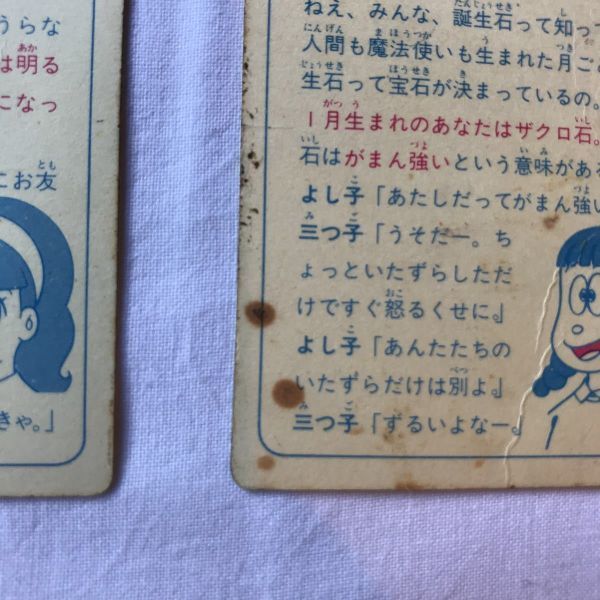 うらな
は明る
になっ
にお友
きゃ。」
ねえ、みんな、誕生石って知って
人間も魔法使いも生まれた月ご
生石って宝石が決まっているの。
1月生まれのあなたはザクロ石。
石はがまん強いという意味がある
よし子「あたしだってがまん強い
三つ子「うそだー。ち
ょっといたずらしただ
けですぐ怒るくせに。」
よし子「あんたたちの
いたずらだけは別よ。」
三つ子「ずるいよなー。」